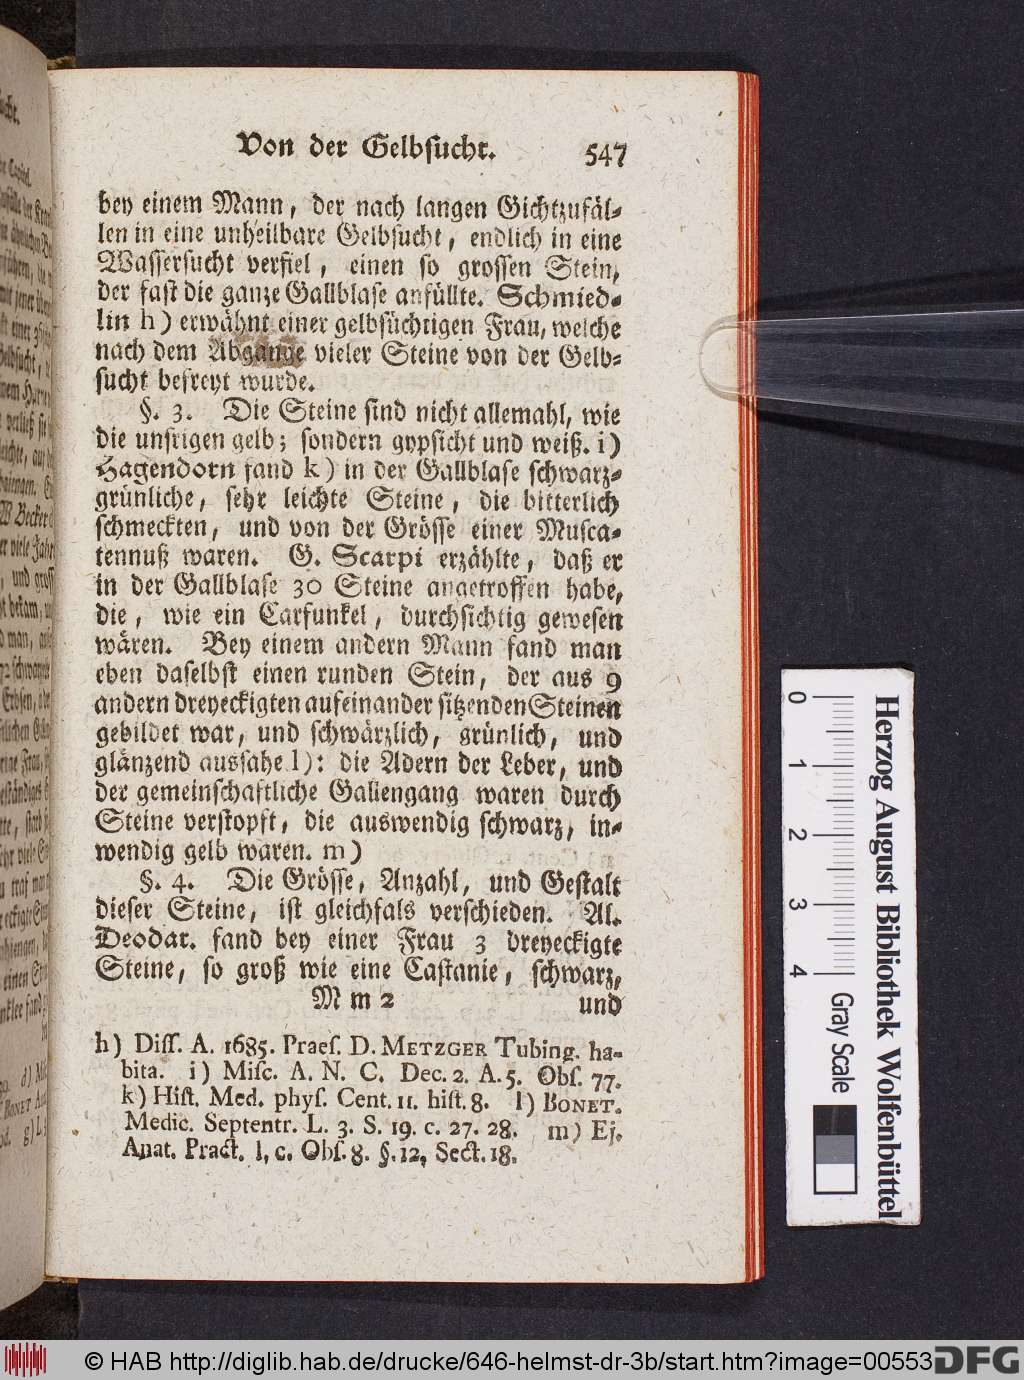 Von der Gelbsucht. 547
bey einem Mann, der nach langen Gichtzufäl-
len in eine unheilbare Gelbsucht, endlich in eine
Wassersucht verfiel, einen so grossen Stein,
der fast die ganze Gallblase anfüllte. Schmied-
lin h) erwähnt einer gelbsüchtigen Frau, welche
nach dem Abgange vieler Steine von der Gelb-
sucht befreyt wurde.
§. 3. Die Steine sind nicht allemahl, wie
die unsrigen gelb; sondern gypsicht und weiß. i)
Hagendorn fand k) in der Gallblase schwarz-
grünliche, sehr leichte Steine, die bitterlich
schmeckten, und von der Grösse einer Musca-
tennuß waren. G. Scarpi erzählte, daß er
in der Gallblase 30 Steine angetroffen habe,
die, wie ein Carfunkel, durchsichtig gewesen
wären. Bey einem andern Mann fand man
eben daselbst einen runden Stein, der aus 9
andern dreyeckigten aufeinander sitzenden Steinen
gebildet war, und schwärzlich, grünlich, und
glänzend aussahe l): die Adern der Leber, und
der gemeinschaftliche Gallengang waren durch
Steine verstopft, die auswendig schwarz, in-
wendig gelb waren. m)
§. 4. Die Grösse, Anzahl, und Gestalt
dieser Steine, ist gleichfals verschieden. Al.
Deodat. fand bey einer Frau 3 dreyeckigte
Steine, so groß wie eine Castanie, schwarz,
M m 2 und
h) Diss. A. 1685. Praes. D. METZGER Tubing. ha-
bita. i) Misc. A. N. C. Dec. 2. A. 5. Obs. 77.
k) Hist. Med. phys. Cent. 11. hist. 8. l) BONET.
Medic. Septentr. L. 3. S. 19. c. 27. 28. m) Ej.
Anat. Pract. l. c. Obs. 8. §. 12. Sect. 18.
0 1 2 3 4
Gray Scale
Herzog August Bibliothek Wolfenbüttel
© HAB http://diglib.hab.de/drucke/646-helmst-dr-3b/start.htm?image=00553
DFG